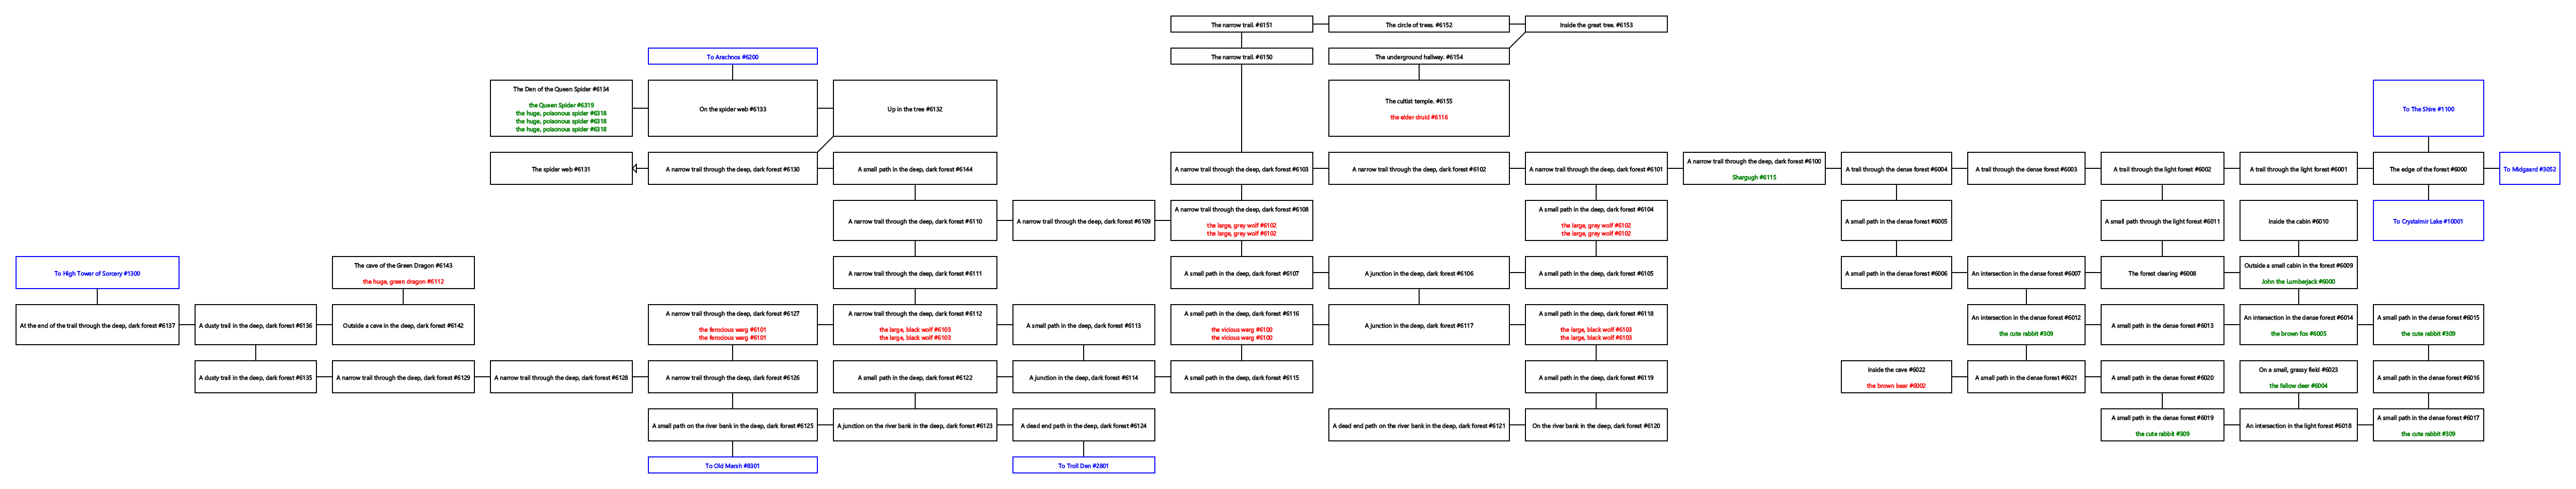 The narrow trail. #6151
The circle of trees. #6152
Inside the great tree. #6153
To Arachnos #6200
The narrow trail. #6150
The underground hallway. #6154
The Den of the Queen Spider #6134
the Queen Spider #6319
the huge, poisonous spider #6318
the huge, poisonous spider #6318
the huge, poisonous spider #6318
On the spider web #6133
Up in the tree #6132
The cultist temple. #6155
the elder druid #6116
To The Shire #1100
The spider web #6131
A narrow trail through the deep, dark forest #6130
A small path in the deep, dark forest #6144
A narrow trail through the deep, dark forest #6103
A narrow trail through the deep, dark forest #6102
A narrow trail through the deep, dark forest #6101
A narrow trail through the deep, dark forest #6100
Shargugh #6115
A trail through the dense forest #6004
A trail through the dense forest #6003
A trail through the light forest #6002
A trail through the light forest #6001
The edge of the forest #6000
To Midgaard #3052
A narrow trail through the deep, dark forest #6110
A narrow trail through the deep, dark forest #6109
A narrow trail through the deep, dark forest #6108
the large, grey wolf #6102
the large, grey wolf #6102
A small path in the deep, dark forest #6104
the large, grey wolf #6102
the large, grey wolf #6102
A small path in the dense forest #6005
A small path through the light forest #6011
Inside the cabin #6010
To Crystalmir Lake #10001
To High Tower of Sorcery #1300
The cave of the Green Dragon #6143
the huge, green dragon #6112
A narrow trail through the deep, dark forest #6111
A small path in the deep, dark forest #6107
A junction in the deep, dark forest #6106
A small path in the deep, dark forest #6105
A small path in the dense forest #6006
An intersection in the dense forest #6007
The forest clearing #6008
Outside a small cabin in the forest #6009
John the Lumberjack #6000
At the end of the trail through the deep, dark forest #6137
A dusty trail in the deep, dark forest #6136
Outside a cave in the deep, dark forest #6142
A narrow trail through the deep, dark forest #6127
the ferocious warg #6101
the ferocious warg #6101
A narrow trail through the deep, dark forest #6112
the large, black wolf #6103
the large, black wolf #6103
A small path in the deep, dark forest #6113
A small path in the deep, dark forest #6116
the vicious warg #6100
the vicious warg #6100
A junction in the deep, dark forest #6117
A small path in the deep, dark forest #6118
the large, black wolf #6103
the large, black wolf #6103
An intersection in the dense forest #6012
the cute rabbit #309
A small path in the dense forest #6013
An intersection in the dense forest #6014
the brown fox #6005
A small path in the dense forest #6015
the cute rabbit #309
A dusty trail in the deep, dark forest #6135
A narrow trail through the deep, dark forest #6129
A narrow trail through the deep, dark forest #6128
A narrow trail through the deep, dark forest #6126
A small path in the deep, dark forest #6122
A junction in the deep, dark forest #6114
A small path in the deep, dark forest #6115
A small path in the deep, dark forest #6119
Inside the cave #6022
the brown bear #6002
A small path in the dense forest #6021
A small path in the dense forest #6020
On a small, grassy field #6023
the fallow deer #6004
A small path in the dense forest #6016
A small path on the river bank in the deep, dark forest #6125
A junction on the river bank in the deep, dark forest #6123
A dead end path in the deep, dark forest #6124
A dead end path on the river bank in the deep, dark forest #6121
On the river bank in the deep, dark forest #6120
A small path in the dense forest #6019
the cute rabbit #309
An intersection in the light forest #6018
A small path in the dense forest #6017
the cute rabbit #309
To Old Marsh #8301
To Troll Den #2801